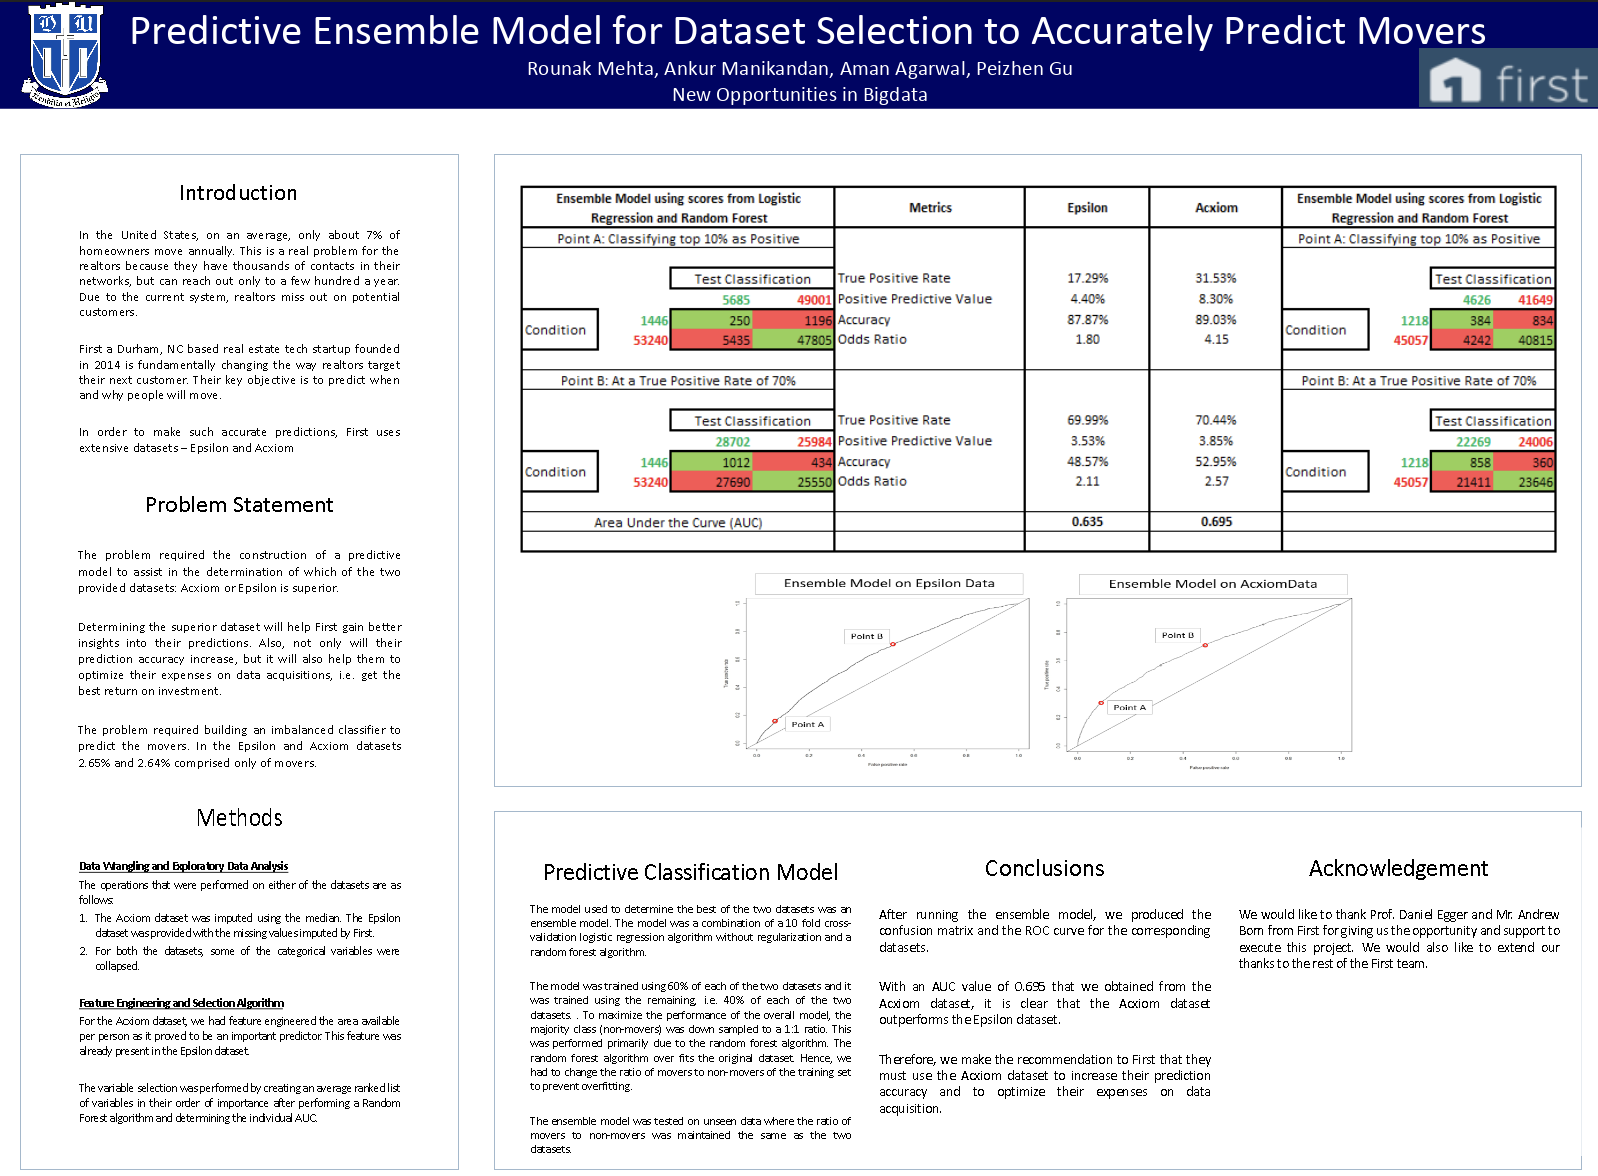 Predictive Ensemble Model for Dataset Selection to Accurately Predict Movers
Rounak Mehta, Ankur Manikandan, Aman Agarwal, Peizhen Gu
New Opportunities in Bigdata
first
Introduction
In the United States, on an average, only about 7% of
homeowners move annually. This is a real problem for the
realtors because they have thousands of contacts in their
networks, but can reach out only to a few hundred a year.
Due to the current system, realtors miss out on potential
customers.
First a Durham, NC based real estate tech startup founded
in 2014 is fundamentally changing the way realtors target
their next customer. Their key objective is to predict when
and why people will move.
In order to make such accurate predictions, First uses
extensive datasets – Epsilon and Acxiom
Problem Statement
The problem required the construction of a predictive
model to assist in the determination of which of the two
provided datasets: Acxiom or Epsilon is superior.
Determining the superior dataset will help First gain better
insights into their predictions. Also, not only will their
prediction accuracy increase, but it will also help them to
optimize their expenses on data acquisitions, i.e. get the
best return on investment.
The problem required building an imbalanced classifier to
predict the movers. In the Epsilon and Acxiom datasets
2.65% and 2.64% comprised only of movers.
Methods
Data Wrangling and Exploratory Data Analysis
The operations that were performed on either of the datasets are as
follows:
1. The Acxiom dataset was imputed using the median. The Epsilon
dataset was provided with the missing values imputed by First.
2. For both the datasets, some of the categorical variables were
collapsed.
Feature Engineering and Selection Algorithm
For the Acxiom dataset, we had feature engineered the area available
per person as it proved to be an important predictor. This feature was
already present in the Epsilon dataset.
The variable selection was performed by creating an average ranked list
of variables in their order of importance after performing a Random
Forest algorithm and determining the individual AUC.
Ensemble Model using scores from Logistic
Regression and Random Forest
Metrics
Epsilon
Acxiom
Ensemble Model using scores from Logistic
Regression and Random Forest
Point A: Classifying top 10% as Positive
Point A: Classifying top 10% as Positive
Test Classification True Positive Rate 17.29% 31.53% Test Classification
5685 49001 Positive Predictive Value 4.40% 8.30% 4626 41649
1446 250 1196 Accuracy 87.87% 89.03% 1218 384 834
Condition
Condition
53240 5435 47805 Odds Ratio 1.80 4.15 45057 4242 40815
Point B: At a True Positive Rate of 70%
Point B: At a True Positive Rate of 70%
Test Classification True Positive Rate 69.99% 70.44% Test Classification
28702 25984 Positive Predictive Value 3.53% 3.85% 22269 24006
1446 1012 434 Accuracy 48.57% 52.95% 1218 858 360
Condition
Condition
53240 27690 25550 Odds Ratio 2.11 2.57 45057 21411 23646
Area Under the Curve (AUC) 0.635 0.695
Ensemble Model on Epsilon Data
Point B
Point A
True positive rate
0.0 0.2 0.4 0.6 0.8 1.0
False positive rate
Ensemble Model on AcxiomData
Point B
Point A
True positive rate
0.0 0.2 0.4 0.6 0.8 1.0
False positive rate
Predictive Classification Model
The model used to determine the best of the two datasets was an
ensemble model. The model was a combination of a 10 fold cross-
validation logistic regression algorithm without regularization and a
random forest algorithm.
The model was trained using 60% of each of the two datasets and it
was trained using the remaining, i.e. 40% of each of the two
datasets. . To maximize the performance of the overall model, the
majority class (non-movers) was down sampled to a 1:1 ratio. This
was performed primarily due to the random forest algorithm. The
random forest algorithm over fits the original dataset. Hence, we
had to change the ratio of movers to non-movers of the training set
to prevent overfitting.
The ensemble model was tested on unseen data where the ratio of
movers to non-movers was maintained the same as the two
datasets.
Conclusions
After running the ensemble model, we produced the
confusion matrix and the ROC curve for the corresponding
datasets.
With an AUC value of 0.695 that we obtained from the
Acxiom dataset, it is clear that the Acxiom dataset
outperforms the Epsilon dataset.
Therefore, we make the recommendation to First that they
must use the Acxiom dataset to increase their prediction
accuracy and to optimize their expenses on data
acquisition.
Acknowledgement
We would like to thank Prof. Daniel Egger and Mr. Andrew
Born from First for giving us the opportunity and support to
execute this project. We would also like to extend our
thanks to the rest of the First team.